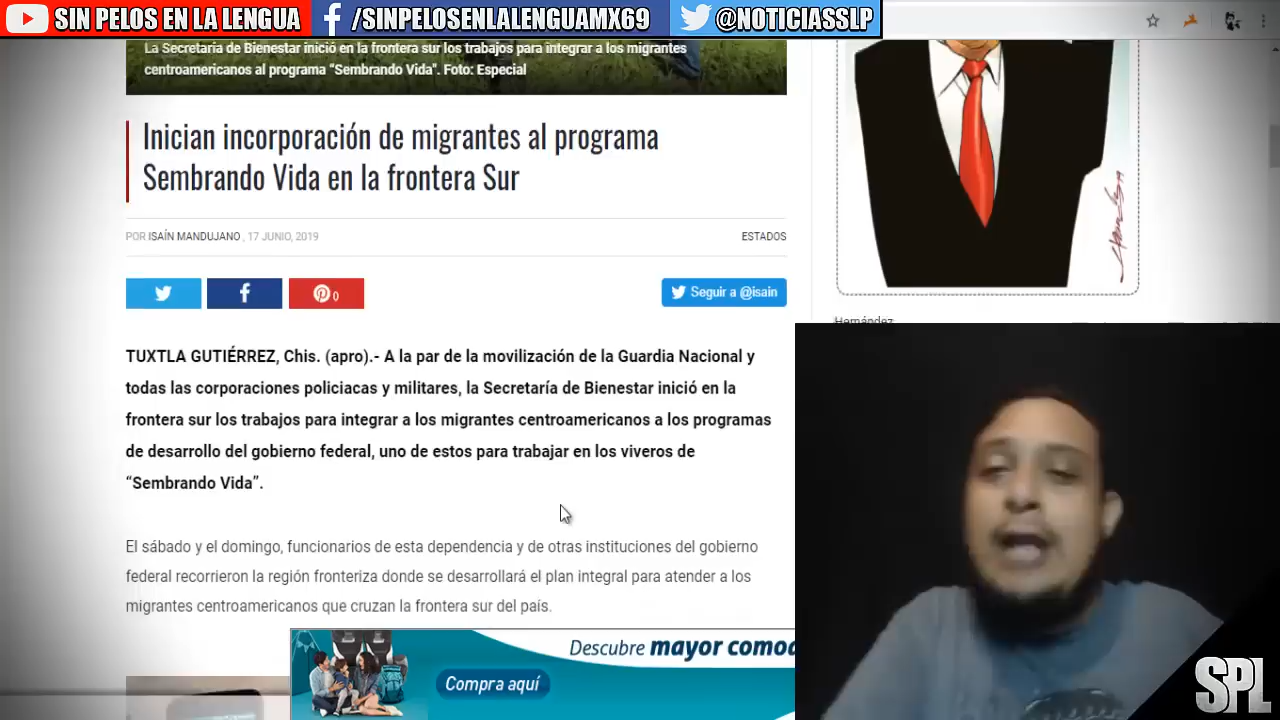 SIN PELOS EN LA LENGUA
/SINPELOSENLALENGUAMX69
@NOTICIASSLP
La Secretaría de Bienestar inició en la frontera sur los trabajos para integrar a los migrantes
centroamericanos al programa “Sembrando Vida”. Foto: Especial
Inician incorporación de migrantes al programa
Sembrando Vida en la frontera Sur
POR ISAÍN MANDUJANO , 17 JUNIO, 2019
ESTADOS
0
Seguir a @isain
Hernández
TUXTLA GUTIÉRREZ, Chis. (apro).- A la par de la movilización de la Guardia Nacional y
todas las corporaciones policiacas y militares, la Secretaría de Bienestar inició en la
frontera sur los trabajos para integrar a los migrantes centroamericanos a los programas
de desarrollo del gobierno federal, uno de estos para trabajar en los viveros de
“Sembrando Vida”.
El sábado y el domingo, funcionarios de esta dependencia y de otras instituciones del gobierno
federal recorrieron la región fronteriza donde se desarrollará el plan integral para atender a los
migrantes centroamericanos que cruzan la frontera sur del país.
Descubre mayor comod
Compra aquí
SPL